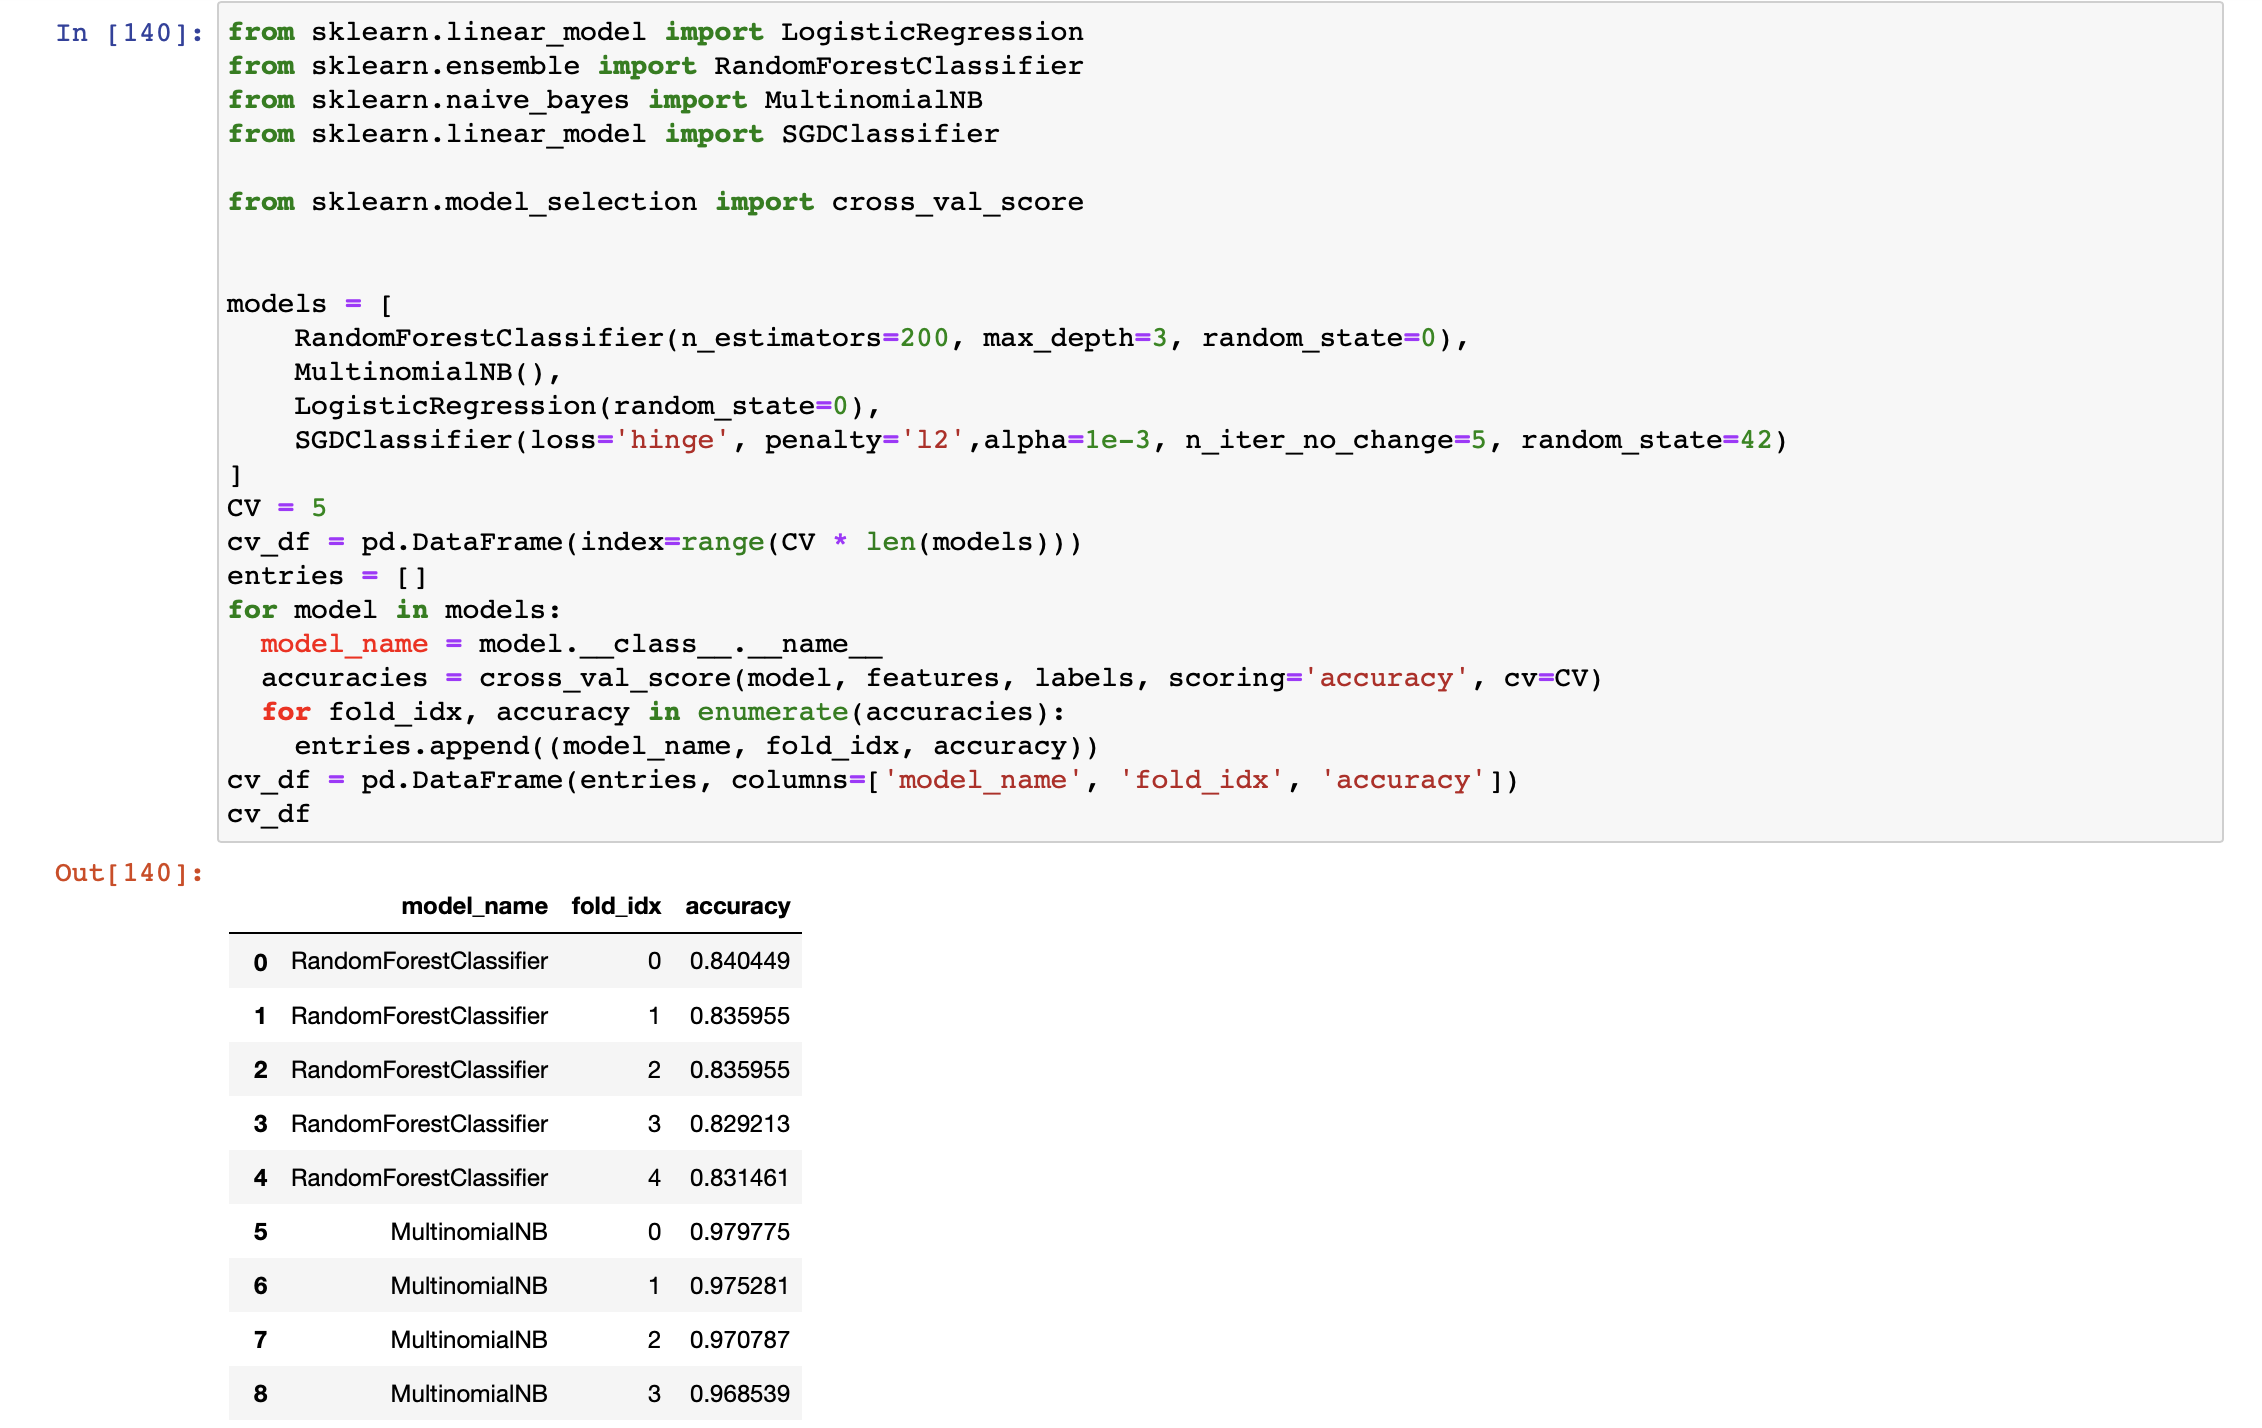 In [140]:
from sklearn.linear_model import LogisticRegression
from sklearn.ensemble import RandomForestClassifier
from sklearn.naive_bayes import MultinomialNB
from sklearn.linear_model import SGDClassifier
from sklearn.model_selection import cross_val_score
models = [
    RandomForestClassifier(n_estimators=200, max_depth=3, random_state=0),
    MultinomialNB(),
    LogisticRegression(random_state=0),
    SGDClassifier(loss='hinge', penalty='l2',alpha=1e-3, n_iter_no_change=5, random_state=42)
]
CV = 5
cv_df = pd.DataFrame(index=range(CV * len(models)))
entries = []
for model in models:
  model_name = model.__class__.__name__
  accuracies = cross_val_score(model, features, labels, scoring='accuracy', cv=CV)
  for fold_idx, accuracy in enumerate(accuracies):
    entries.append((model_name, fold_idx, accuracy))
cv_df = pd.DataFrame(entries, columns=['model_name', 'fold_idx', 'accuracy'])
cv_df
Out[140]:
model_name fold_idx accuracy
0 RandomForestClassifier 0 0.840449
1 RandomForestClassifier 1 0.835955
2 RandomForestClassifier 2 0.835955
3 RandomForestClassifier 3 0.829213
4 RandomForestClassifier 4 0.831461
5 MultinomialNB 0 0.979775
6 MultinomialNB 1 0.975281
7 MultinomialNB 2 0.970787
8 MultinomialNB 3 0.968539